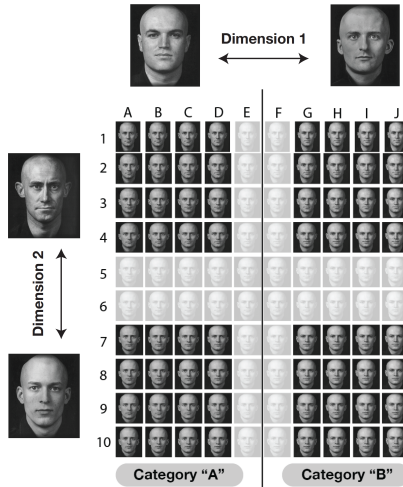 Dimension 1
A B C D E F G H I J
1
2
3
4
5
6
7
8
9
10
Dimension 2
Category “A”
Category “B”